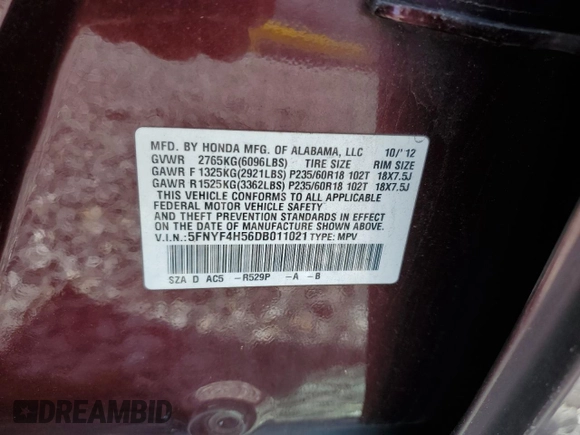 MFD. BY HONDA MFG. OF ALABAMA, LLC 10/'12
GVWR 2765KG(6096LBS) TIRE SIZE RIM SIZE
GAWR F 1325KG(2921LBS) P235/60R18 102T 18X7.5J
GAWR R 1525KG(3362LBS) P235/60R18 102T 18X7.5J
THIS VEHICLE CONFORMS TO ALL APPLICABLE
FEDERAL MOTOR VEHICLE SAFETY
AND THEFT PREVENTION STANDARDS IN EFFECT
ON THE DATE OF MANUFACTURE SHOWN ABOVE.
V.I.N.: 5FNYF4H56DB011021 TYPE: MPV
SZA D AC5 -R529P -A -B
DREAMBID